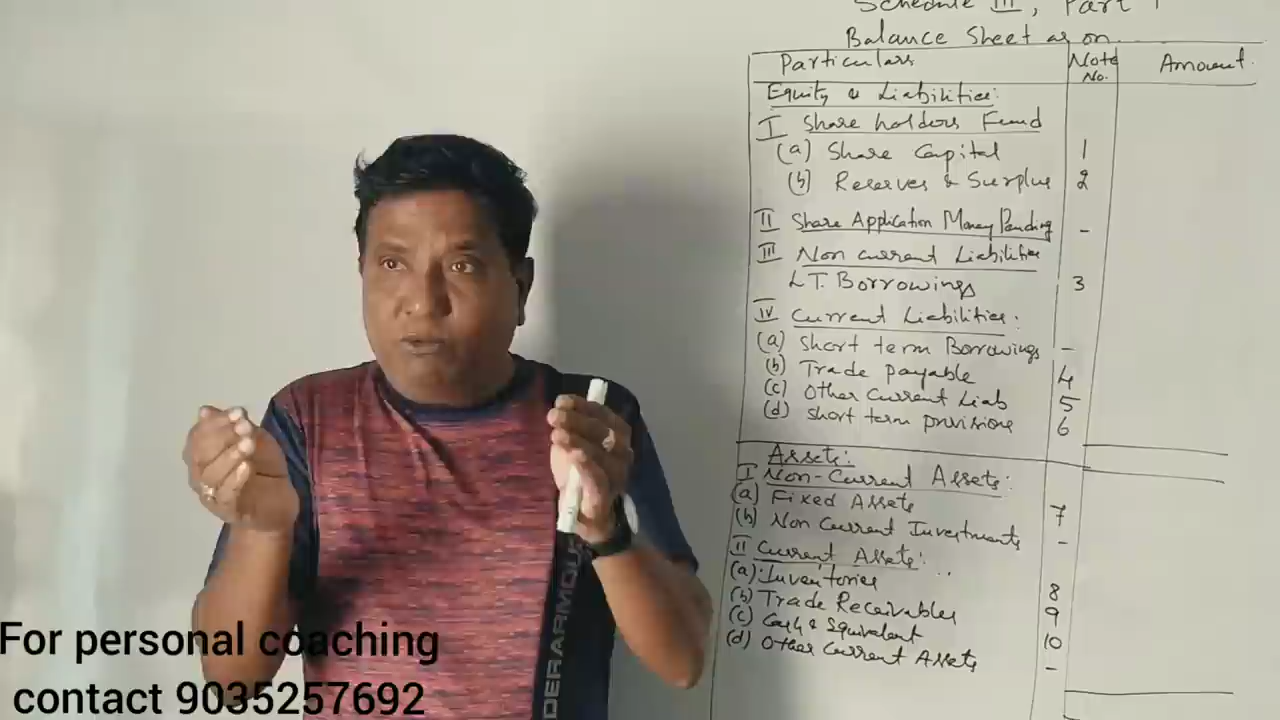 Schedule III, Part I
Balance Sheet as on
Particulars Note No. Amount
Equity & Liabilities:
I Share holders Fund
(a) Share Capital 1
(b) Reserves & Surplus 2
II Share Application Money Pending -
III Non current Liabilities
L.T. Borrowings 3
IV Current Liabilities:
(a) Short term Borrowings -
(b) Trade payable 4
(c) Other Current Liab 5
(d) Short term provisions 6
Assets:
I Non-Current Assets:
(a) Fixed Assets 7
(b) Non Current Investments -
II Current Assets:
(a) Inventories 8
(b) Trade Receivables 9
(c) Cash & Equivalent 10
(d) Other Current Assets -
DERARMOUR
For personal coaching
contact 9035257692